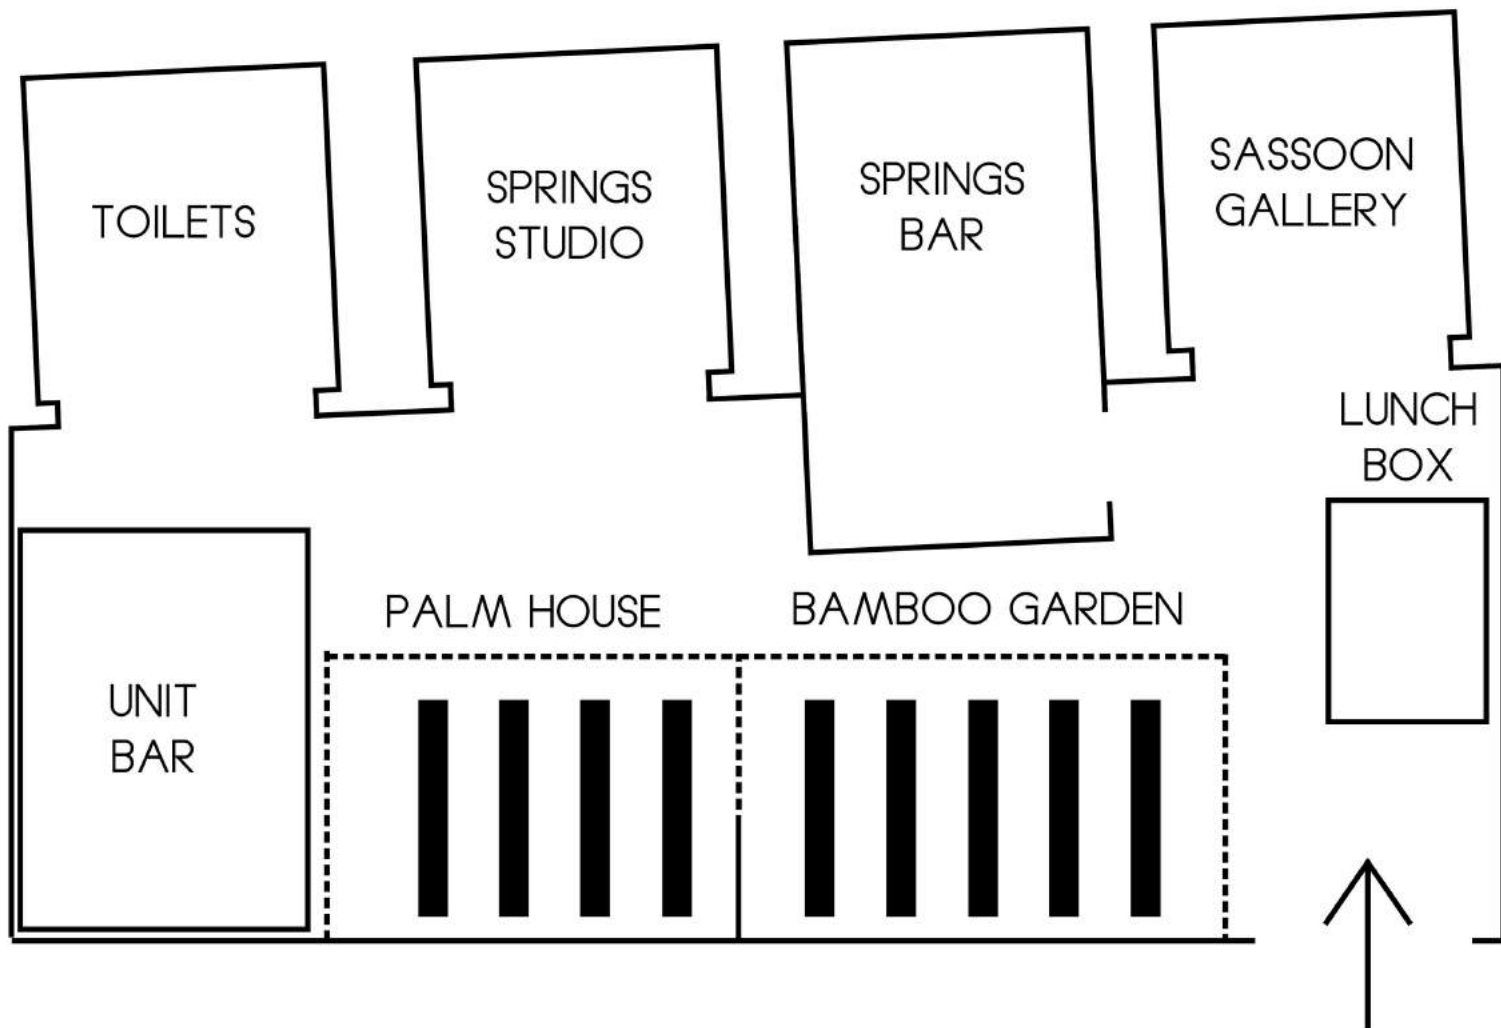 TOILETS
SPRINGS
STUDIO
SPRINGS
BAR
SASSOON
GALLERY
LUNCH
BOX
PALM HOUSE
BAMBOO GARDEN
UNIT
BAR